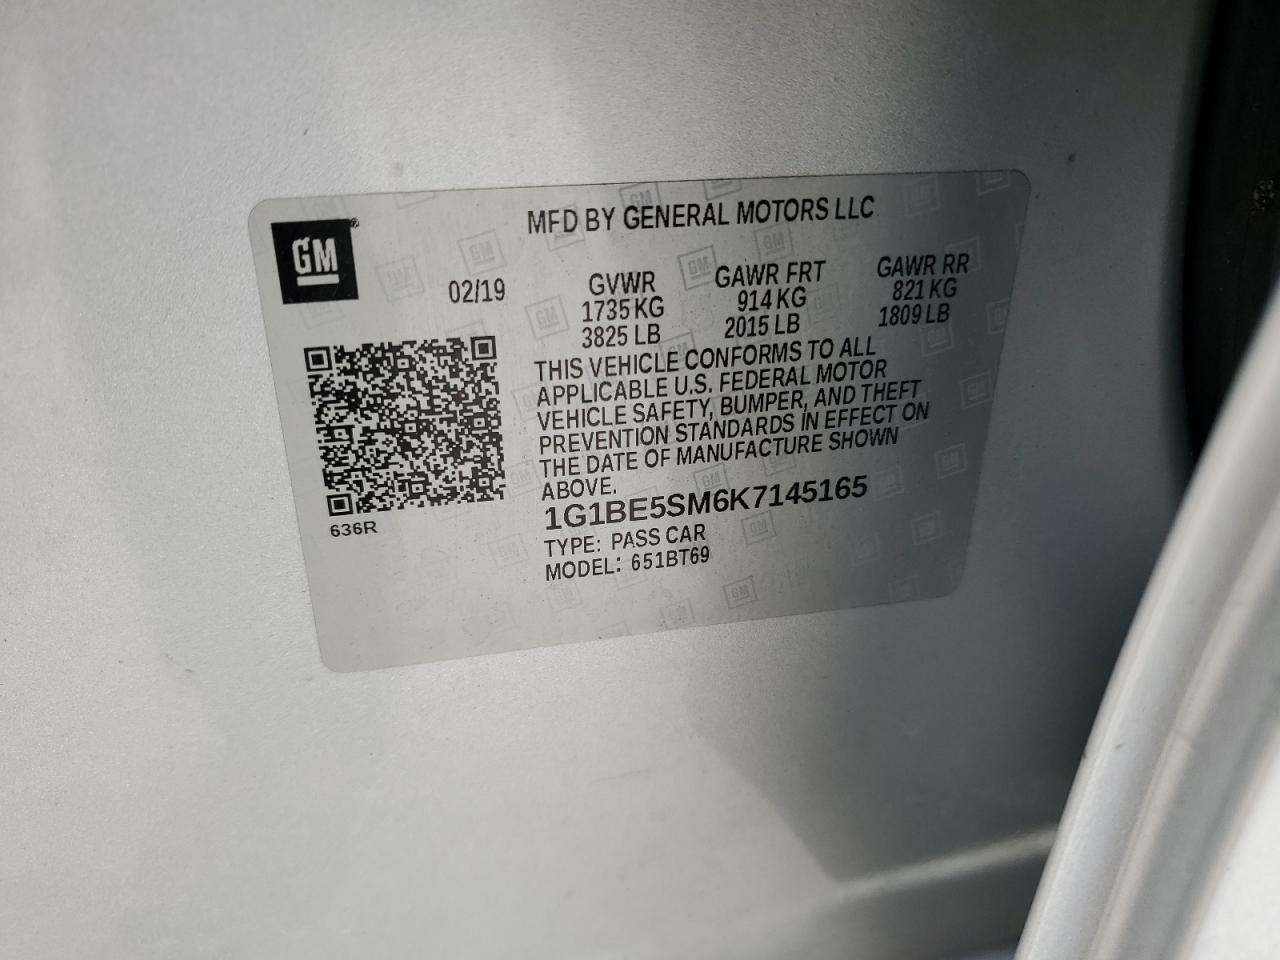 MFD BY GENERAL MOTORS LLC
GM®
02/19
GVWR GAWR FRT GAWR RR
1735 KG 914 KG 821 KG
3825 LB 2015 LB 1809 LB
THIS VEHICLE CONFORMS TO ALL
APPLICABLE U.S. FEDERAL MOTOR
VEHICLE SAFETY, BUMPER, AND THEFT
PREVENTION STANDARDS IN EFFECT ON
THE DATE OF MANUFACTURE SHOWN
ABOVE.
1G1BE5SM6K7145165
636R
TYPE: PASS CAR
MODEL: 651BT69